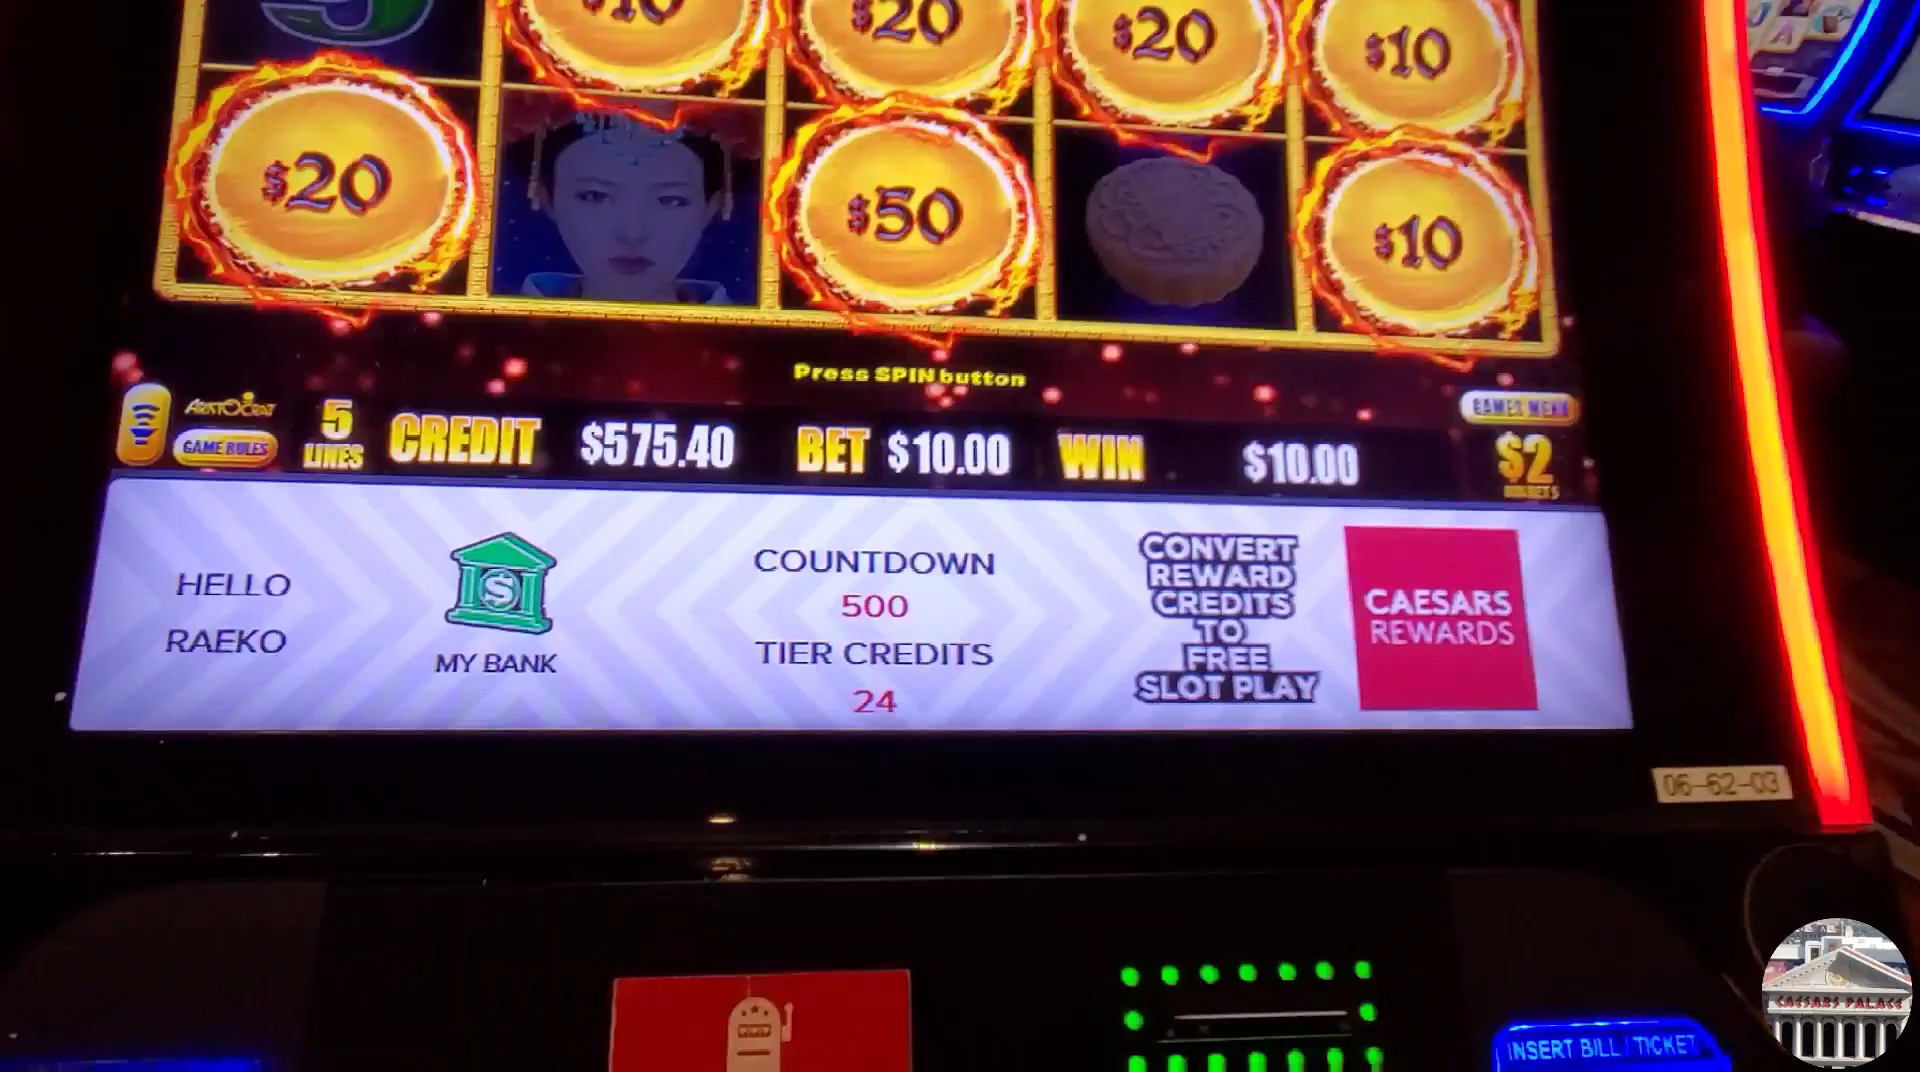 $10
$20
$20
$10
$20
$50
$10
Press SPIN button
ARISTOCRAT
GAME RULES
5
LINES
CREDIT $575.40
BET $10.00
WIN $10.00
GAMES MENU
$2
HELLO
RAEKO
MY BANK
COUNTDOWN
500
TIER CREDITS
24
CONVERT
REWARD
CREDITS
TO
FREE
SLOT PLAY
CAESARS
REWARDS
06-62-03
INSERT BILL / TICKET
CAESARS PALACE